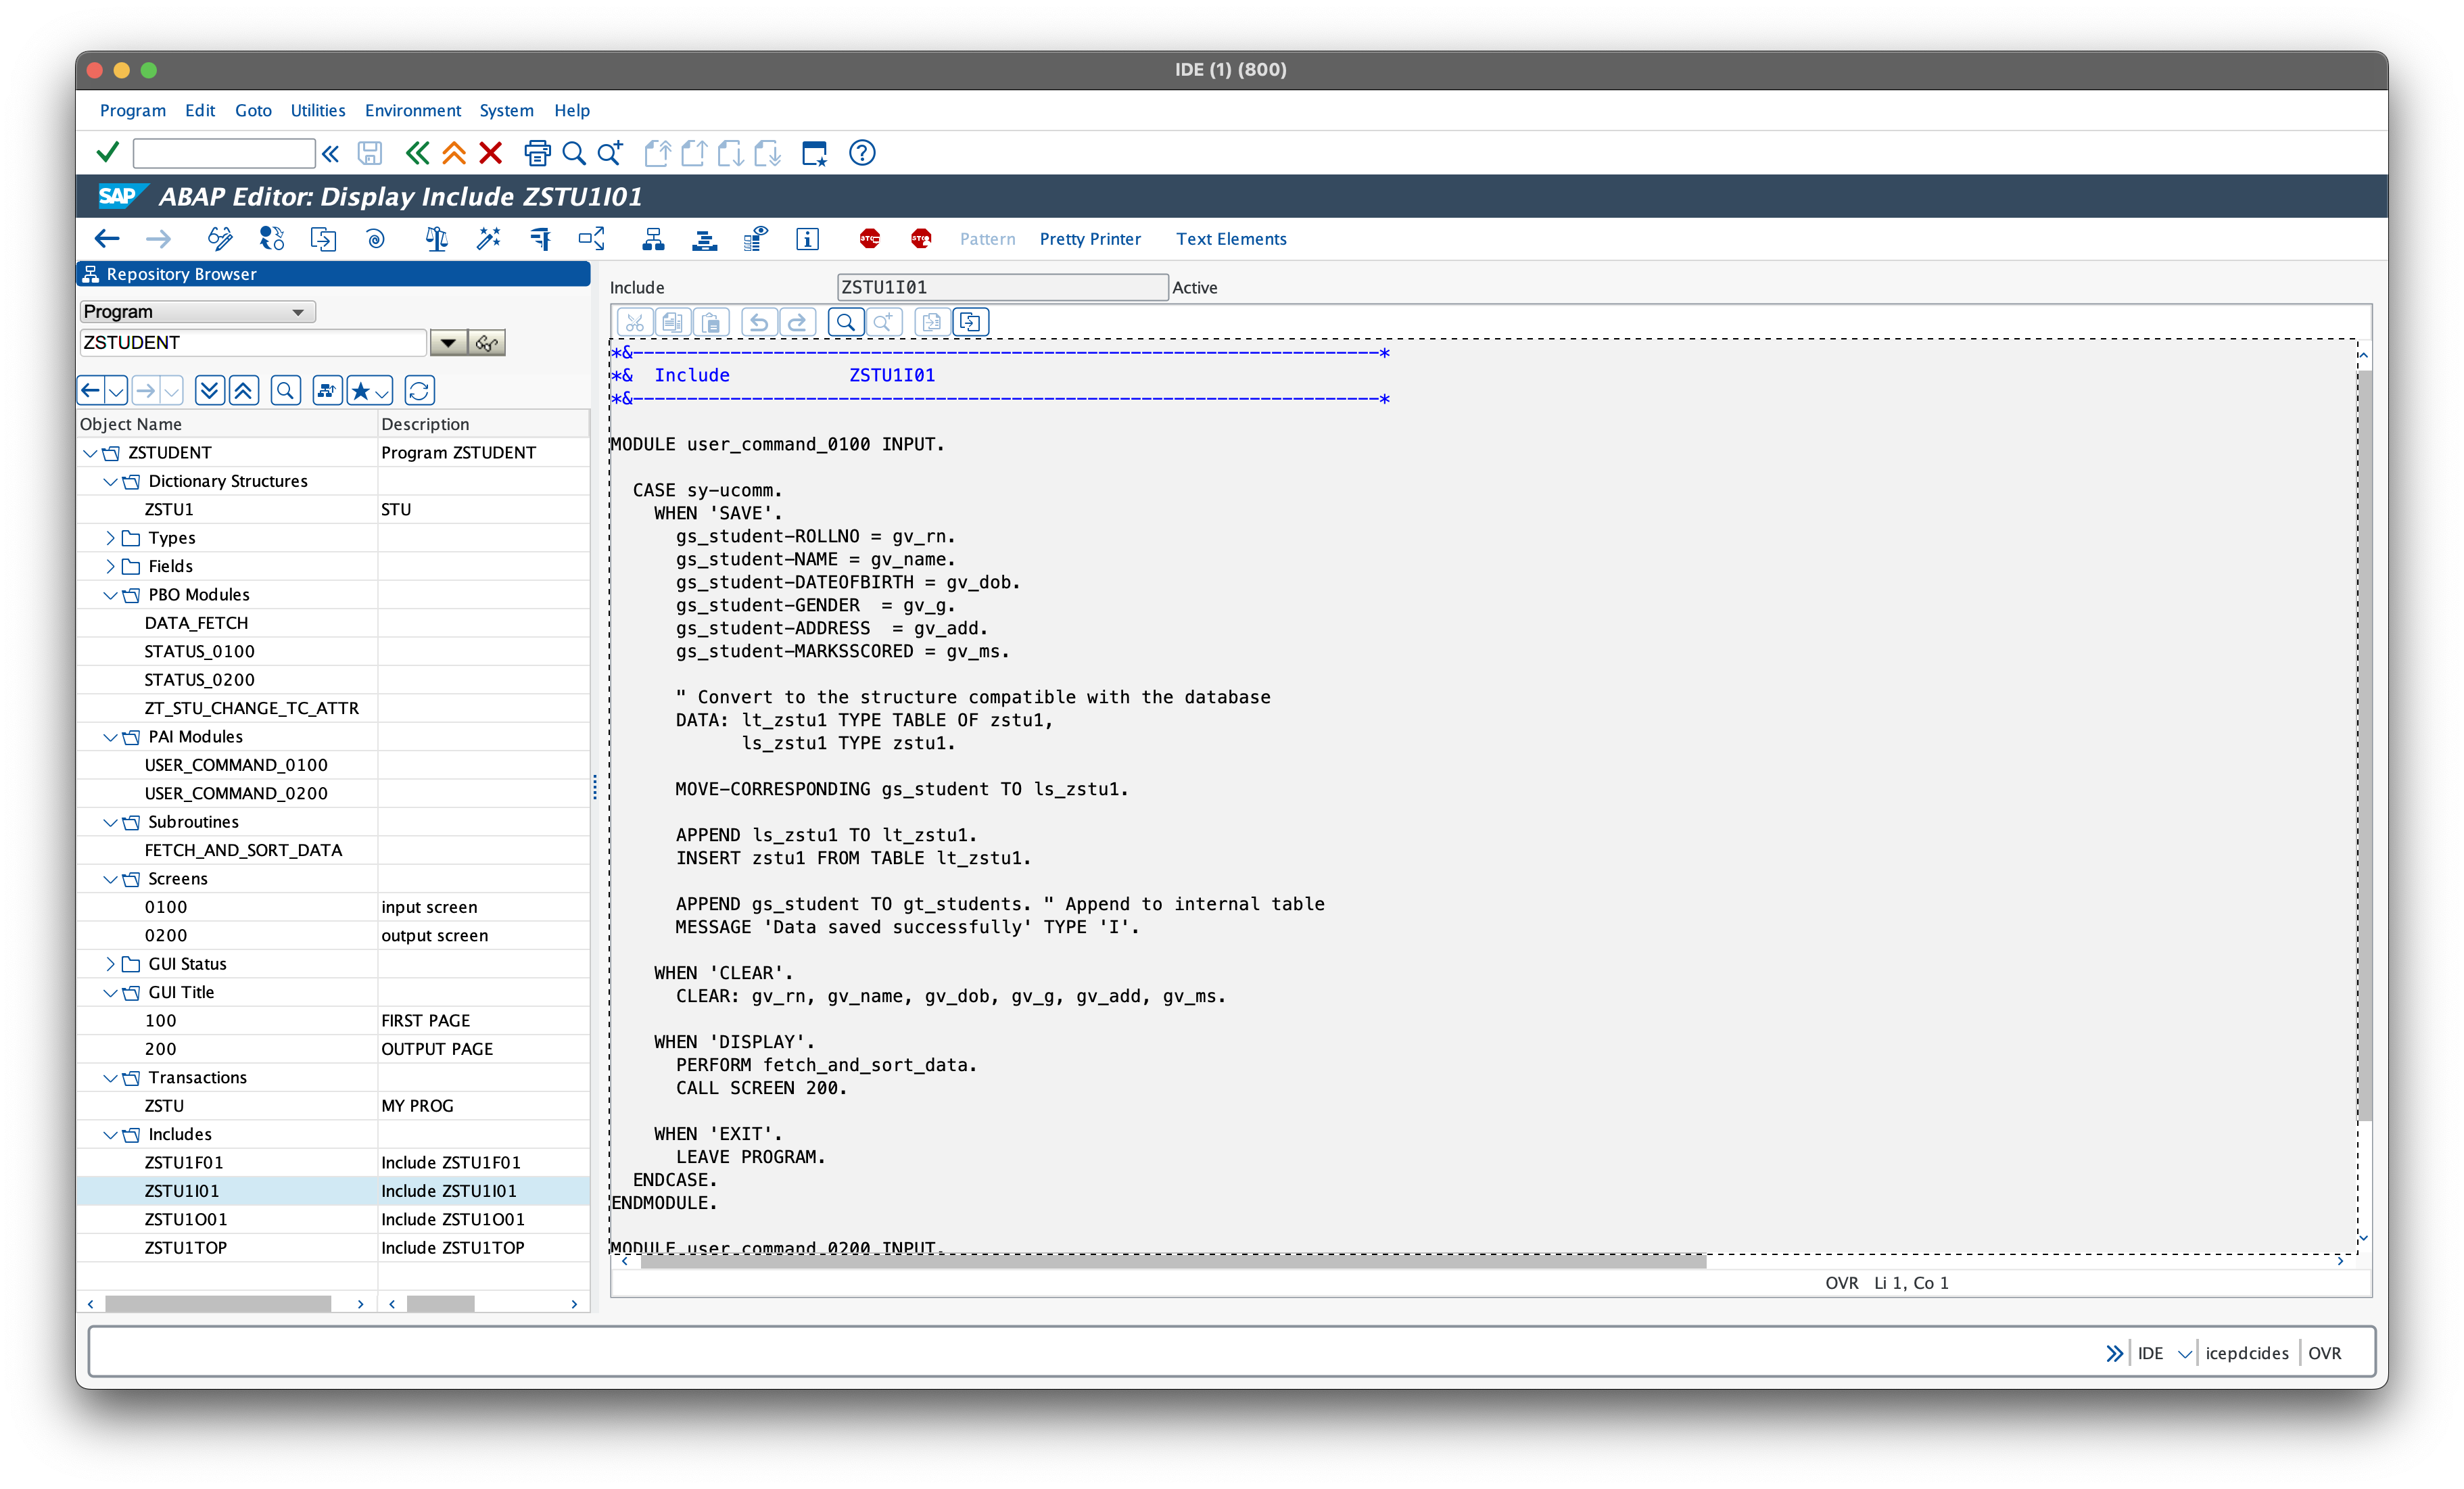 IDE (1) (800)
Program Edit Goto Utilities Environment System Help
SAP ABAP Editor: Display Include ZSTU1I01
Pattern Pretty Printer Text Elements
Repository Browser
Program
ZSTUDENT
Object Name Description
ZSTUDENT Program ZSTUDENT
Dictionary Structures
ZSTU1 STU
Types
Fields
PBO Modules
DATA_FETCH
STATUS_0100
STATUS_0200
ZT_STU_CHANGE_TC_ATTR
PAI Modules
USER_COMMAND_0100
USER_COMMAND_0200
Subroutines
FETCH_AND_SORT_DATA
Screens
0100 input screen
0200 output screen
GUI Status
GUI Title
100 FIRST PAGE
200 OUTPUT PAGE
Transactions
ZSTU MY PROG
Includes
ZSTU1F01 Include ZSTU1F01
ZSTU1I01 Include ZSTU1I01
ZSTU1O01 Include ZSTU1O01
ZSTU1TOP Include ZSTU1TOP
Include ZSTU1I01 Active
*&---------------------------------------------------------------------*
*&  Include           ZSTU1I01
*&---------------------------------------------------------------------*
MODULE user_command_0100 INPUT.
  CASE sy-ucomm.
    WHEN 'SAVE'.
      gs_student-ROLLNO = gv_rn.
      gs_student-NAME = gv_name.
      gs_student-DATEOFBIRTH = gv_dob.
      gs_student-GENDER  = gv_g.
      gs_student-ADDRESS  = gv_add.
      gs_student-MARKSSCORED = gv_ms.
      " Convert to the structure compatible with the database
      DATA: lt_zstu1 TYPE TABLE OF zstu1,
            ls_zstu1 TYPE zstu1.
      MOVE-CORRESPONDING gs_student TO ls_zstu1.
      APPEND ls_zstu1 TO lt_zstu1.
      INSERT zstu1 FROM TABLE lt_zstu1.
      APPEND gs_student TO gt_students. " Append to internal table
      MESSAGE 'Data saved successfully' TYPE 'I'.
    WHEN 'CLEAR'.
      CLEAR: gv_rn, gv_name, gv_dob, gv_g, gv_add, gv_ms.
    WHEN 'DISPLAY'.
      PERFORM fetch_and_sort_data.
      CALL SCREEN 200.
    WHEN 'EXIT'.
      LEAVE PROGRAM.
  ENDCASE.
ENDMODULE.
MODULE user_command_0200 INPUT.
OVR Li 1, Co 1
IDE icepdcides OVR